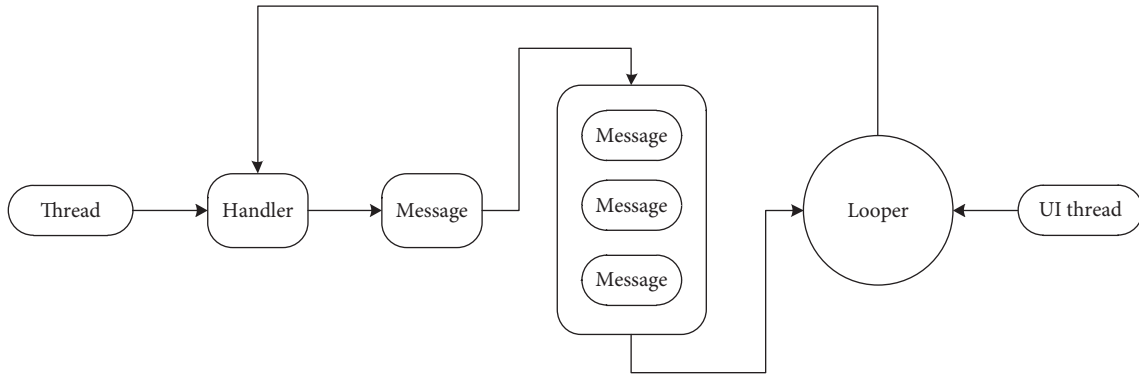 Thread
Handler
Message
Message
Message
Message
Looper
UI thread